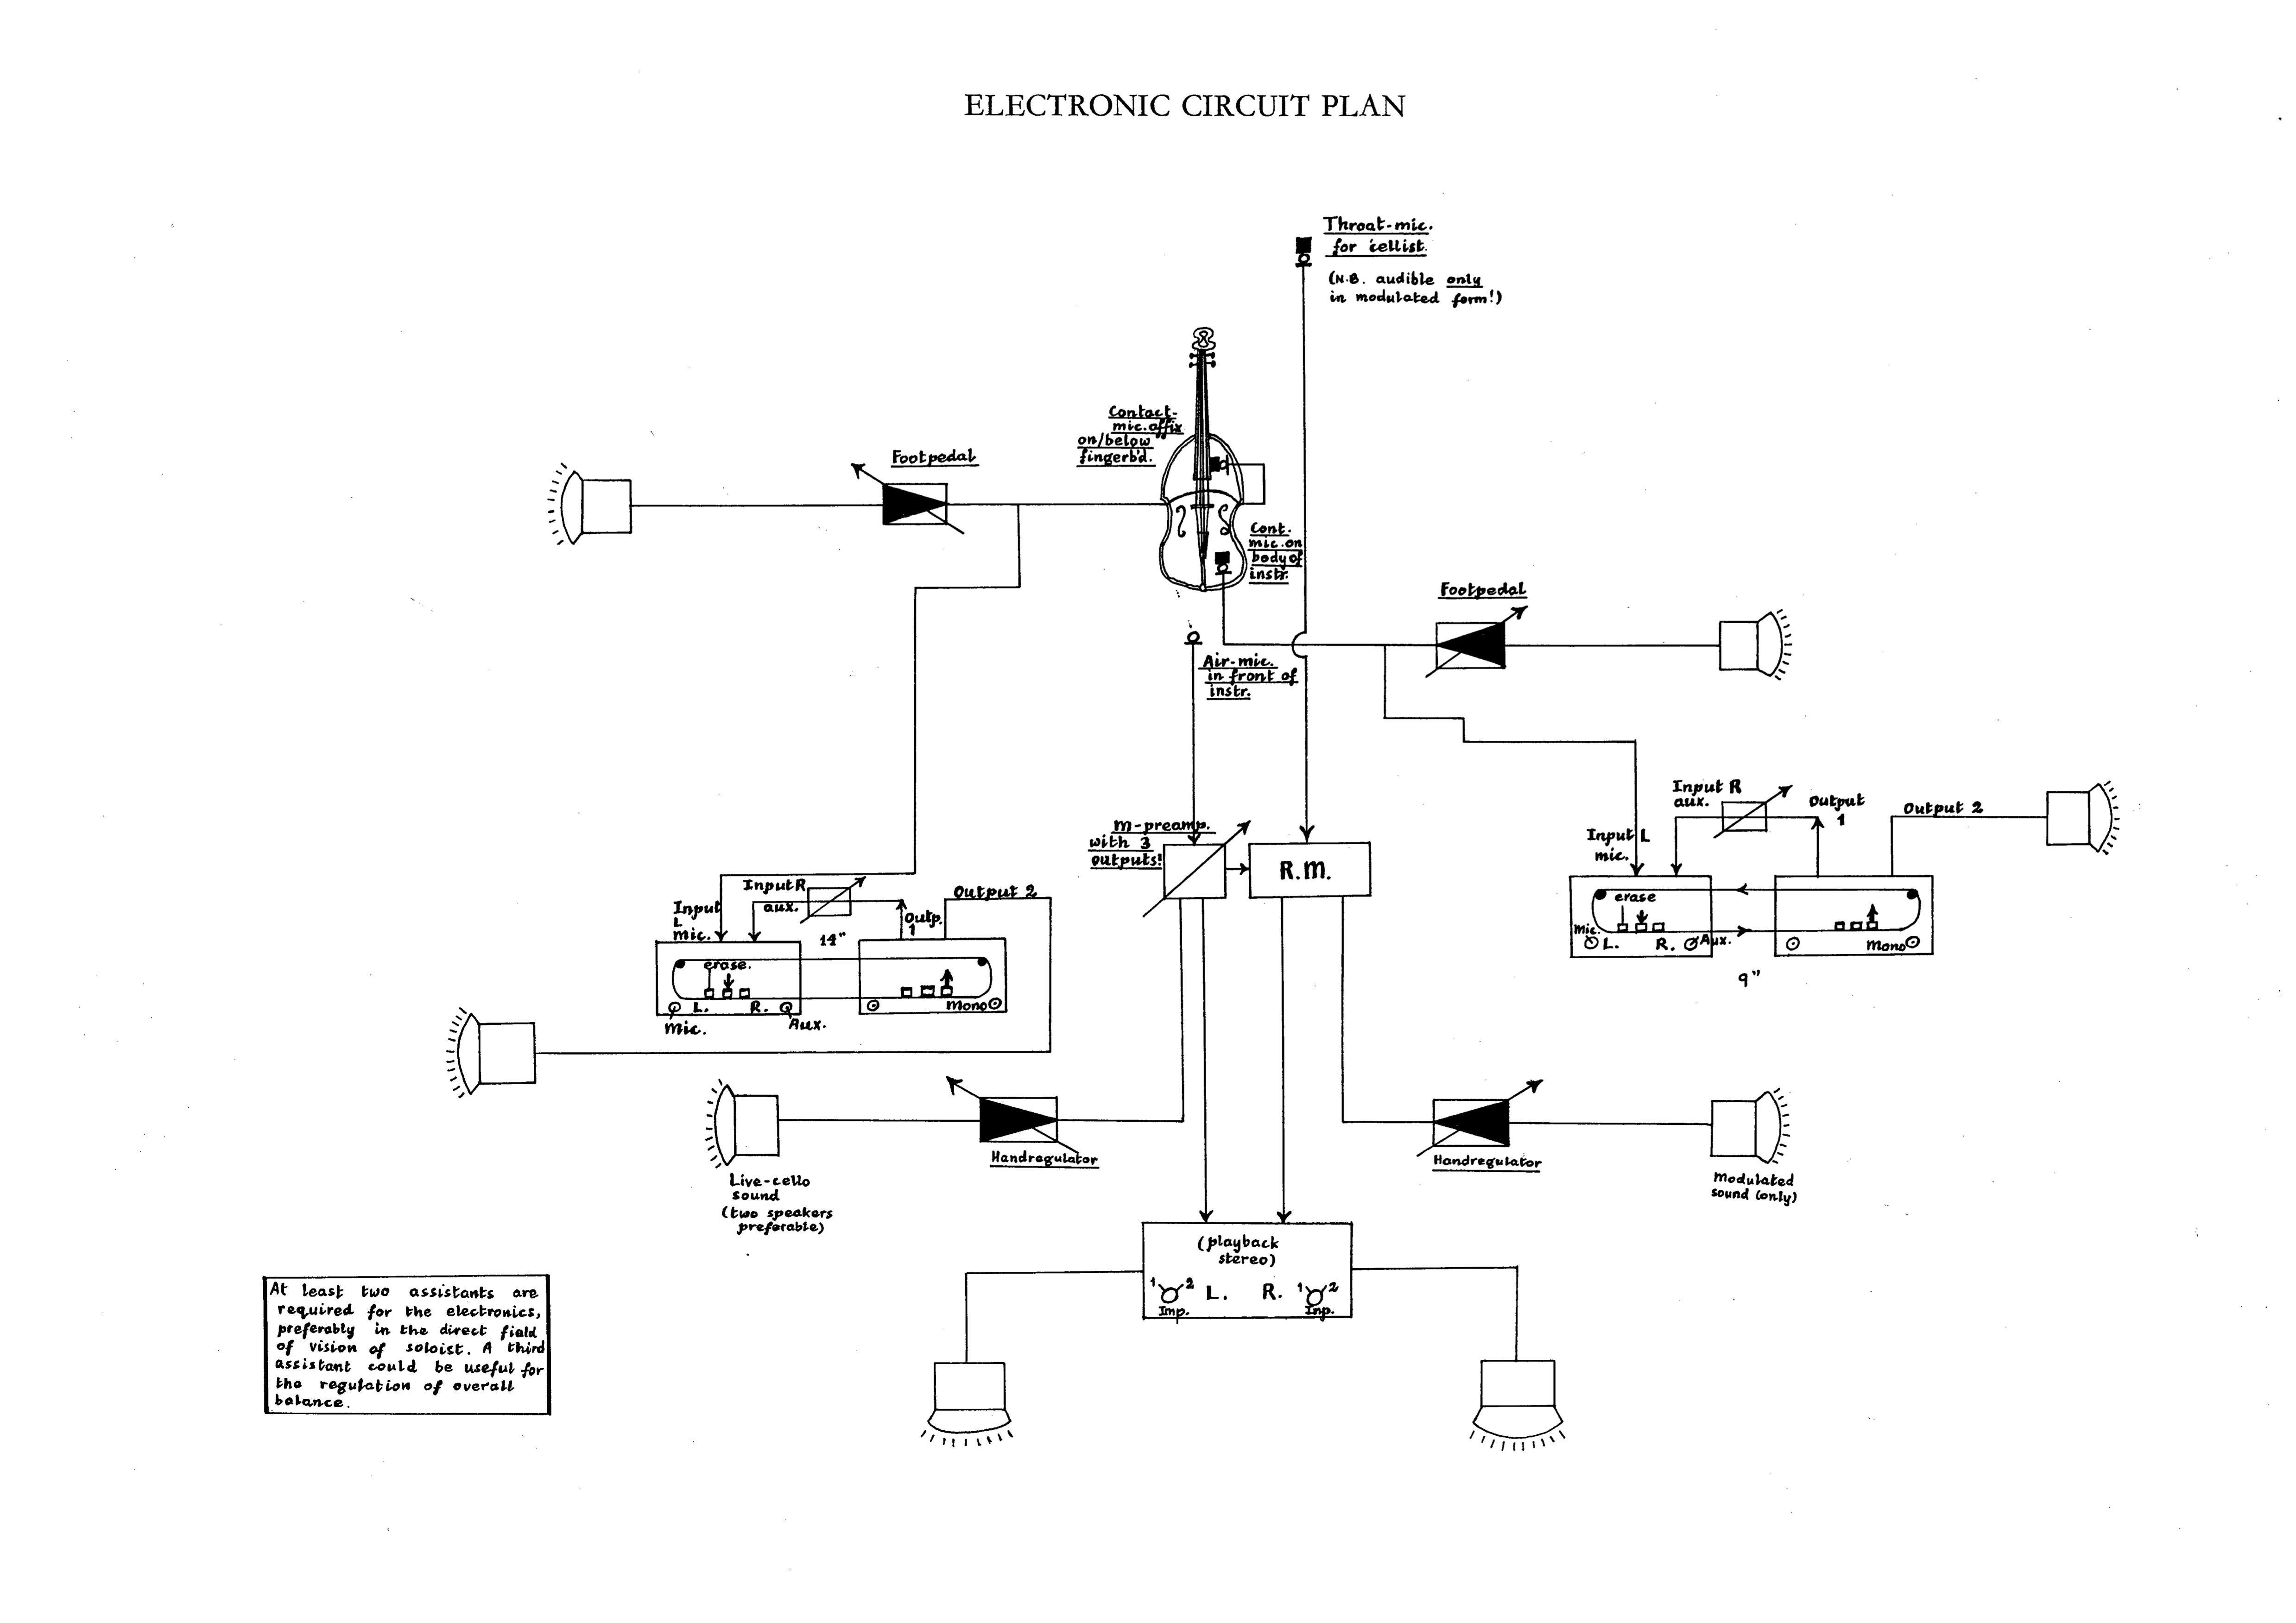 ELECTRONIC CIRCUIT PLAN
Throat-mic.
for cellist.
(N.B. audible only
in modulated form!)
Contact-
mic. affix
on/below
fingerb'd.
Footpedal
Cont.
mic. on
body of
instr.
Footpedal
Air-mic.
in front of
instr.
Input R
aux.
Output
1
Output 2
Input L
mic.
m-preamp.
with 3
outputs!
R.M.
erase
Mic.
L.
R.
Aux.
Mono
9"
Input R
aux.
Output 2
Input
L
mic.
Outp.
1
14"
erase.
L.
R.
Mono
Mic.
Aux.
Handregulator
Handregulator
Live-cello
sound
(two speakers
preferable)
Modulated
sound (only)
(playback
stereo)
1 2 L. R. 1 2
Imp. Inp.
At least two assistants are
required for the electronics,
preferably in the direct field
of vision of soloist. A third
assistant could be useful for
the regulation of overall
balance.